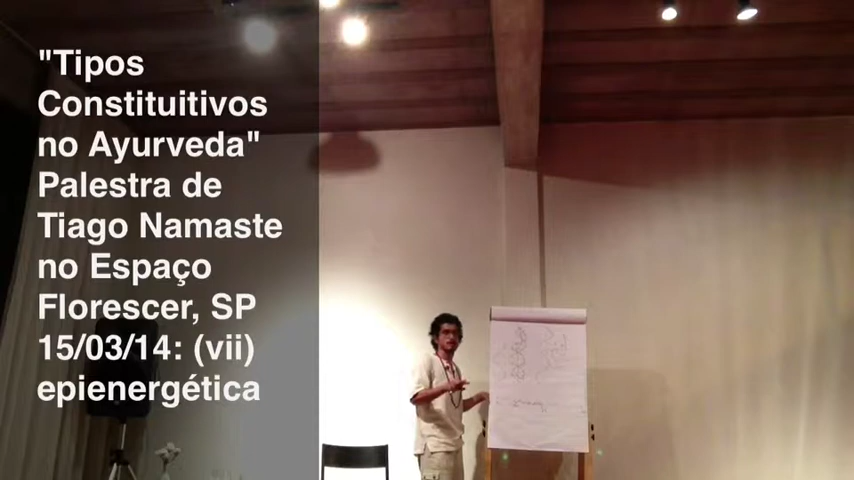 "Tipos
Constituitivos
no Ayurveda"
Palestra de
Tiago Namaste
no Espaço
Florescer, SP
15/03/14: (vii)
epienergética